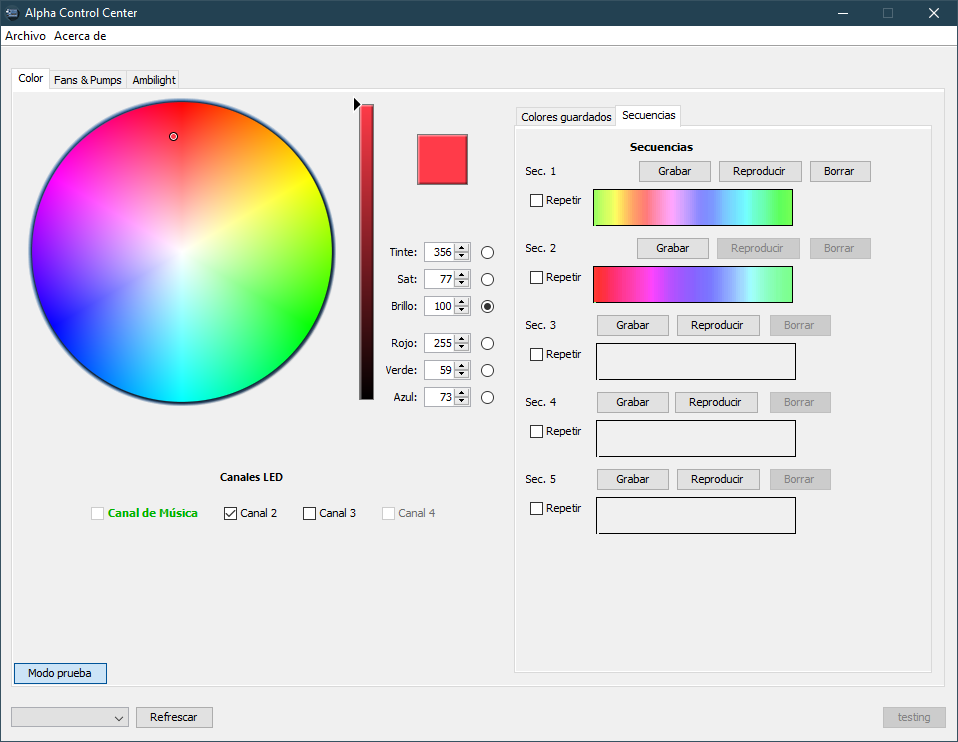 Alpha Control Center
Archivo Acerca de
Color Fans & Pumps Ambilight
Tinte: 356
Sat: 77
Brillo: 100
Rojo: 255
Verde: 59
Azul: 73
Canales LED
Canal de Música Canal 2 Canal 3 Canal 4
Colores guardados Secuencias
Secuencias
Sec. 1 Grabar Reproducir Borrar
Repetir
Sec. 2 Grabar Reproducir Borrar
Repetir
Sec. 3 Grabar Reproducir Borrar
Repetir
Sec. 4 Grabar Reproducir Borrar
Repetir
Sec. 5 Grabar Reproducir Borrar
Repetir
Modo prueba
Refrescar testing